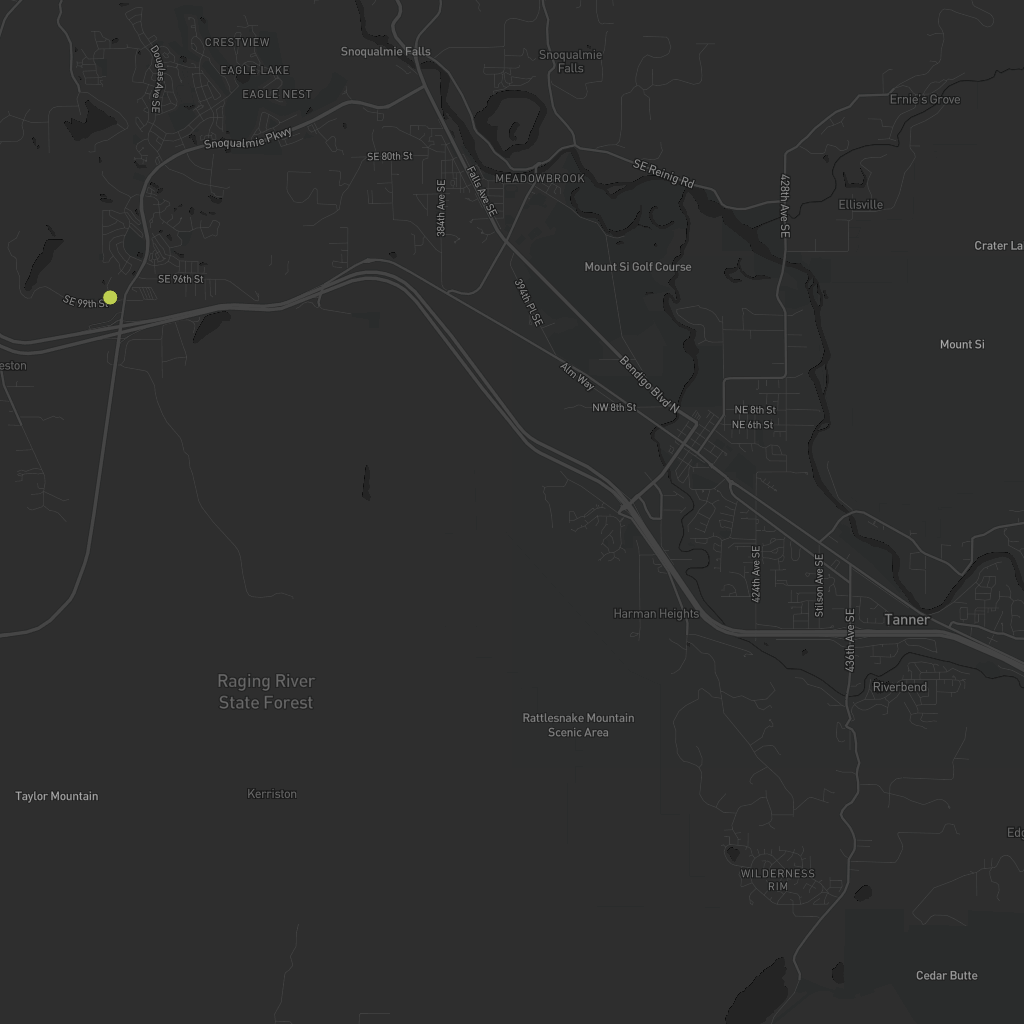 CRESTVIEW
Snoqualmie Falls
Snoqualmie
Falls
Douglas Ave SE
EAGLE LAKE
EAGLE NEST
Ernie's Grove
Snoqualmie Pkwy
SE 80th St
Falls Ave SE
MEADOWBROOK
SE Reinig Rd
384th Ave SE
428th Ave SE
Ellisville
Crater La
Mount Si Golf Course
SE 96th St
SE 99th St
394th Pl SE
Mount Si
eston
Alm Way
Bendigo Blvd N
NW 8th St
NE 8th St
NE 6th St
424th Ave SE
Stilson Ave SE
Harman Heights
Tanner
436th Ave SE
Raging River
State Forest
Riverbend
Rattlesnake Mountain
Scenic Area
Taylor Mountain
Kerriston
Edg
WILDERNESS
RIM
Cedar Butte